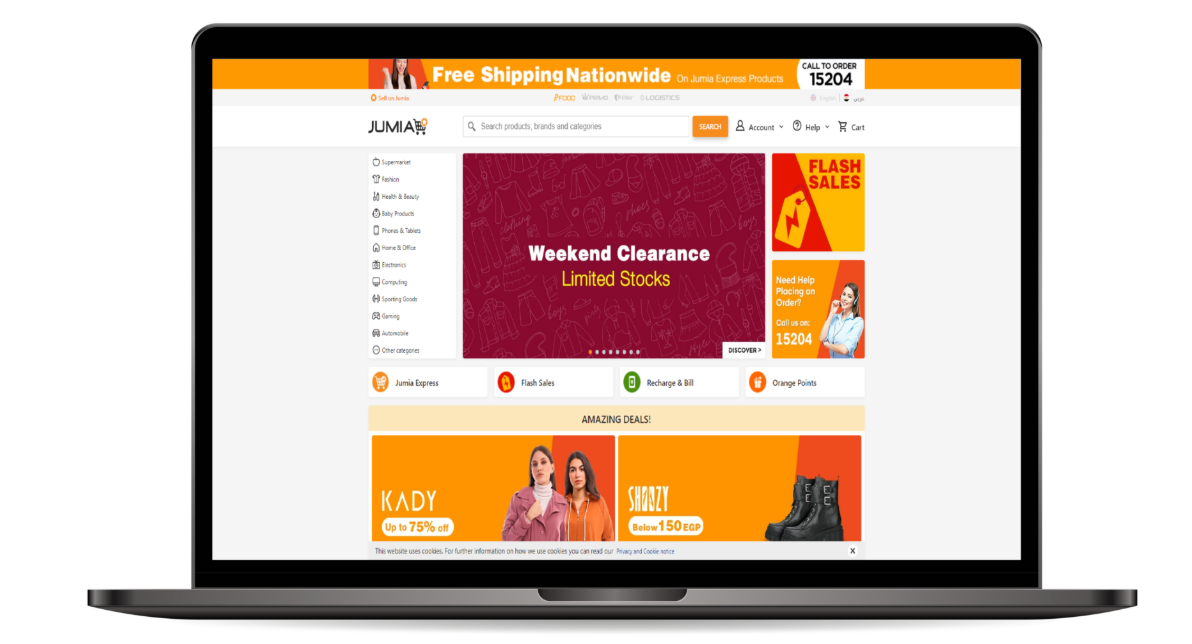 Free Shipping Nationwide On Jumia Express Products
CALL TO ORDER
15204
Sell on Jumia
FOOD
LOGISTICS
English
عربي
JUMIA
Search products, brands and categories
SEARCH
Account
Help
Cart
Supermarket
Fashion
Health & Beauty
Baby Products
Phones & Tablets
Home & Office
Electronics
Computing
Sporting Goods
Gaming
Automobile
Other categories
Weekend Clearance
Limited Stocks
DISCOVER >
FLASH
SALES
Need Help
Placing an
Order?
Call us on:
15204
Jumia Express
Flash Sales
Recharge & Bill
Orange Points
AMAZING DEALS!
KADY
Up to 75% off
SHOOZY
Below 150 EGP
This website uses cookies. For further information on how we use cookies you can read our Privacy and Cookie notice
X